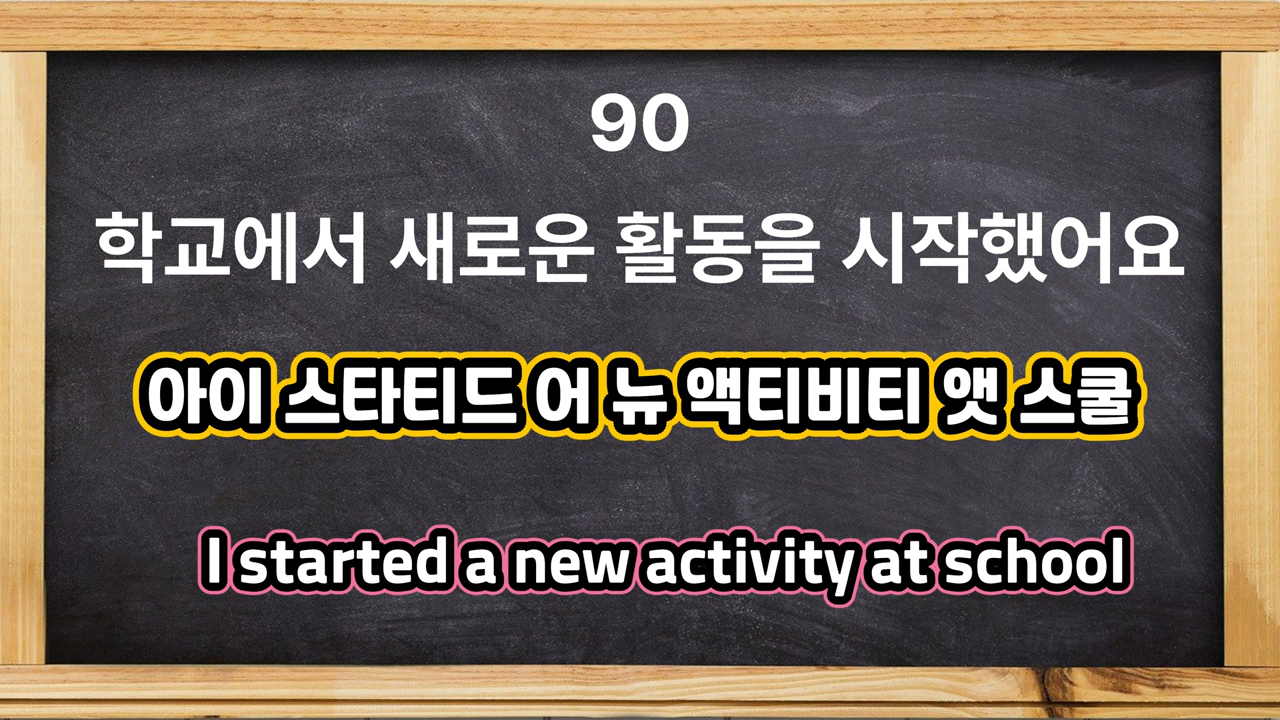 90
학교에서 새로운 활동을 시작했어요
아이 스타티드 어 뉴 액티비티 앳 스쿨
I started a new activity at school